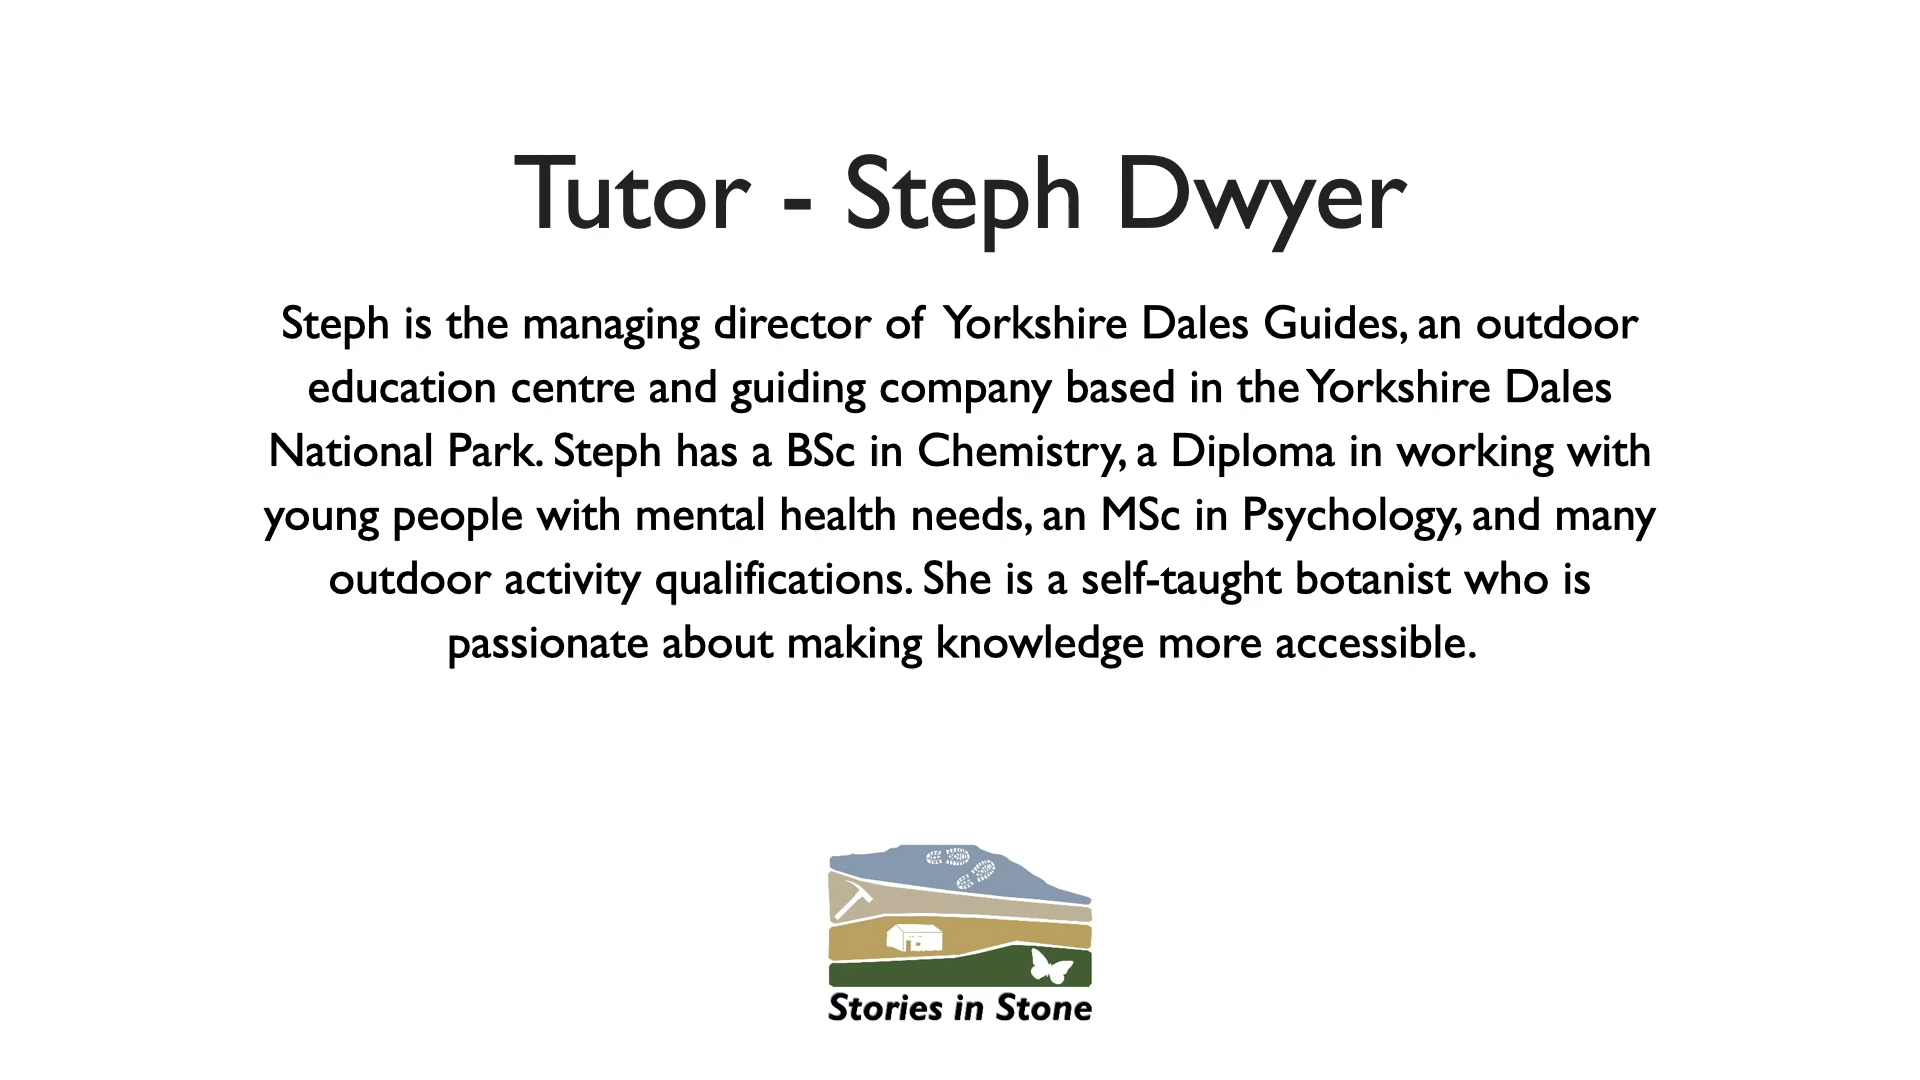 Tutor - Steph Dwyer
Steph is the managing director of Yorkshire Dales Guides, an outdoor
education centre and guiding company based in the Yorkshire Dales
National Park. Steph has a BSc in Chemistry, a Diploma in working with
young people with mental health needs, an MSc in Psychology, and many
outdoor activity qualifications. She is a self-taught botanist who is
passionate about making knowledge more accessible.
Stories in Stone